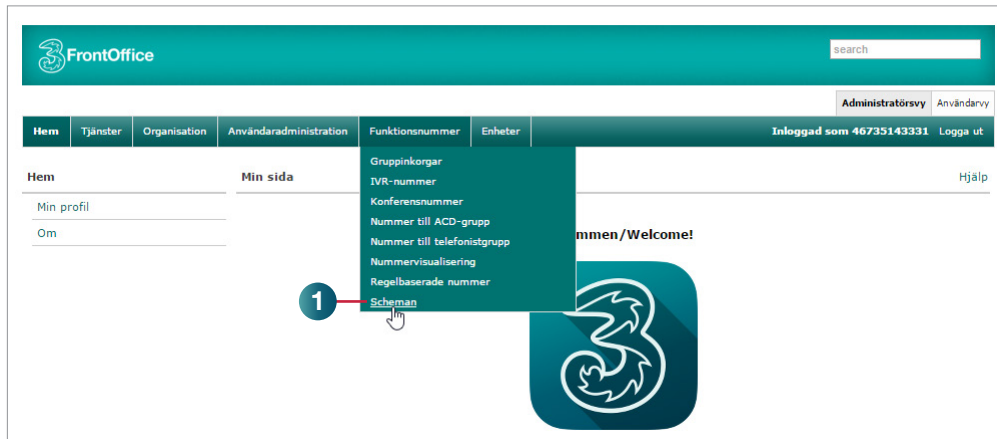 FrontOffice
search
Administratörsvy Användarvy
Hem Tjänster Organisation Användaradministration Funktionsnummer Enheter Inloggad som 46735143331 Logga ut
Hem
Min profil
Om
Min sida
Hjälp
Gruppinkorgar
IVR-nummer
Konferensnummer
Nummer till ACD-grupp
Nummer till telefonistgrupp
Nummervisualisering
Regelbaserade nummer
Scheman
1
mmen/Welcome!